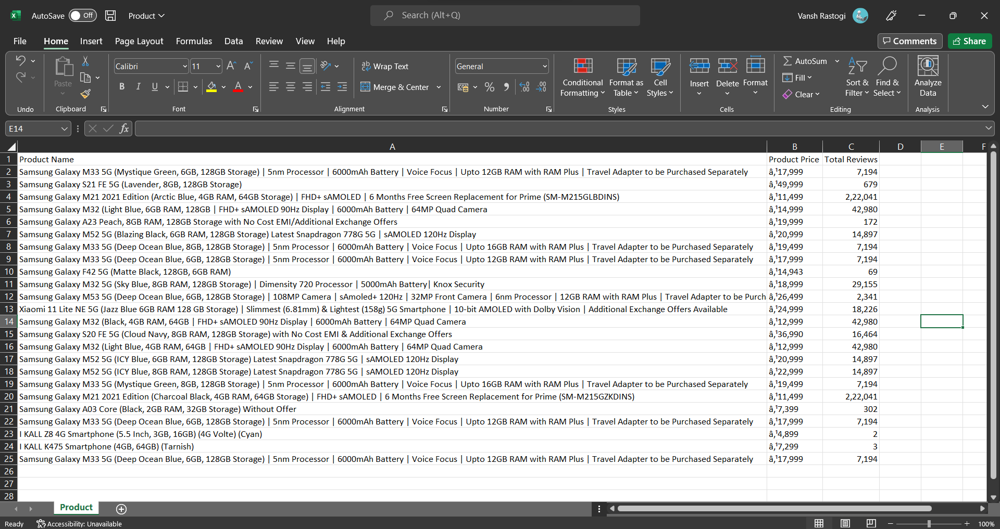 AutoSave Off Product Search (Alt+Q) Vansh Rastogi
File Home Insert Page Layout Formulas Data Review View Help Comments Share
Paste Calibri 11 Wrap Text General Conditional Formatting Format as Table Cell Styles Insert Delete Format AutoSum Sort & Filter Find & Select Analyze Data
B I U Merge & Center % Fill
Clear
Undo Clipboard Font Alignment Number Styles Cells Editing Analysis
E14 fx
A B C D E F
1 Product Name Product Price Total Reviews
2 Samsung Galaxy M33 5G (Mystique Green, 6GB, 128GB Storage) | 5nm Processor | 6000mAh Battery | Voice Focus | Upto 12GB RAM with RAM Plus | Travel Adapter to be Purchased Separately â‚¹17,999 7,194
3 Samsung Galaxy S21 FE 5G (Lavender, 8GB, 128GB Storage) â‚¹49,999 679
4 Samsung Galaxy M21 2021 Edition (Arctic Blue, 4GB RAM, 64GB Storage) | FHD+ sAMOLED | 6 Months Free Screen Replacement for Prime (SM-M215GLBDINS) â‚¹11,499 2,22,041
5 Samsung Galaxy M32 (Light Blue, 6GB RAM, 128GB | FHD+ sAMOLED 90Hz Display | 6000mAh Battery | 64MP Quad Camera â‚¹14,999 42,980
6 Samsung Galaxy A23 Peach, 8GB RAM, 128GB Storage with No Cost EMI/Additional Exchange Offers â‚¹19,999 172
7 Samsung Galaxy M52 5G (Blazing Black, 6GB RAM, 128GB Storage) Latest Snapdragon 778G 5G | sAMOLED 120Hz Display â‚¹20,999 14,897
8 Samsung Galaxy M33 5G (Deep Ocean Blue, 8GB, 128GB Storage) | 5nm Processor | 6000mAh Battery | Voice Focus | Upto 16GB RAM with RAM Plus | Travel Adapter to be Purchased Separately â‚¹19,499 7,194
9 Samsung Galaxy M33 5G (Deep Ocean Blue, 6GB, 128GB Storage) | 5nm Processor | 6000mAh Battery | Voice Focus | Upto 12GB RAM with RAM Plus | Travel Adapter to be Purchased Separately â‚¹17,999 7,194
10 Samsung Galaxy F42 5G (Matte Black, 128GB, 6GB RAM) â‚¹14,943 69
11 Samsung Galaxy M32 5G (Sky Blue, 8GB RAM, 128GB Storage) | Dimensity 720 Processor | 5000mAh Battery| Knox Security â‚¹18,999 29,155
12 Samsung Galaxy M53 5G (Deep Ocean Blue, 6GB, 128GB Storage) | 108MP Camera | sAmoled+ 120Hz | 32MP Front Camera | 6nm Processor | 12GB RAM with RAM Plus | Travel Adapter to be Purch â‚¹26,499 2,341
13 Xiaomi 11 Lite NE 5G (Jazz Blue 6GB RAM 128 GB Storage) | Slimmest (6.81mm) & Lightest (158g) 5G Smartphone | 10-bit AMOLED with Dolby Vision | Additional Exchange Offers Available â‚¹24,999 18,226
14 Samsung Galaxy M32 (Black, 4GB RAM, 64GB | FHD+ sAMOLED 90Hz Display | 6000mAh Battery | 64MP Quad Camera â‚¹12,999 42,980
15 Samsung Galaxy S20 FE 5G (Cloud Navy, 8GB RAM, 128GB Storage) with No Cost EMI & Additional Exchange Offers â‚¹36,990 16,464
16 Samsung Galaxy M32 (Light Blue, 4GB RAM, 64GB | FHD+ sAMOLED 90Hz Display | 6000mAh Battery | 64MP Quad Camera â‚¹12,999 42,980
17 Samsung Galaxy M52 5G (ICY Blue, 6GB RAM, 128GB Storage) Latest Snapdragon 778G 5G | sAMOLED 120Hz Display â‚¹20,999 14,897
18 Samsung Galaxy M52 5G (ICY Blue, 8GB RAM, 128GB Storage) Latest Snapdragon 778G 5G | sAMOLED 120Hz Display â‚¹22,999 14,897
19 Samsung Galaxy M33 5G (Mystique Green, 8GB, 128GB Storage) | 5nm Processor | 6000mAh Battery | Voice Focus | Upto 16GB RAM with RAM Plus | Travel Adapter to be Purchased Separately â‚¹19,499 7,194
20 Samsung Galaxy M21 2021 Edition (Charcoal Black, 4GB RAM, 64GB Storage) | FHD+ sAMOLED | 6 Months Free Screen Replacement for Prime (SM-M215GZKDINS) â‚¹11,499 2,22,041
21 Samsung Galaxy A03 Core (Black, 2GB RAM, 32GB Storage) Without Offer â‚¹7,399 302
22 Samsung Galaxy M33 5G (Deep Ocean Blue, 6GB, 128GB Storage) | 5nm Processor | 6000mAh Battery | Voice Focus | Upto 12GB RAM with RAM Plus | Travel Adapter to be Purchased Separately â‚¹17,999 7,194
23 I KALL Z8 4G Smartphone (5.5 Inch, 3GB, 16GB) (4G Volte) (Cyan) â‚¹4,899 2
24 I KALL K475 Smartphone (4GB, 64GB) (Tarnish) â‚¹7,299 3
25 Samsung Galaxy M33 5G (Deep Ocean Blue, 6GB, 128GB Storage) | 5nm Processor | 6000mAh Battery | Voice Focus | Upto 12GB RAM with RAM Plus | Travel Adapter to be Purchased Separately â‚¹17,999 7,194
26
27
28
Product
Ready Accessibility: Unavailable 100%